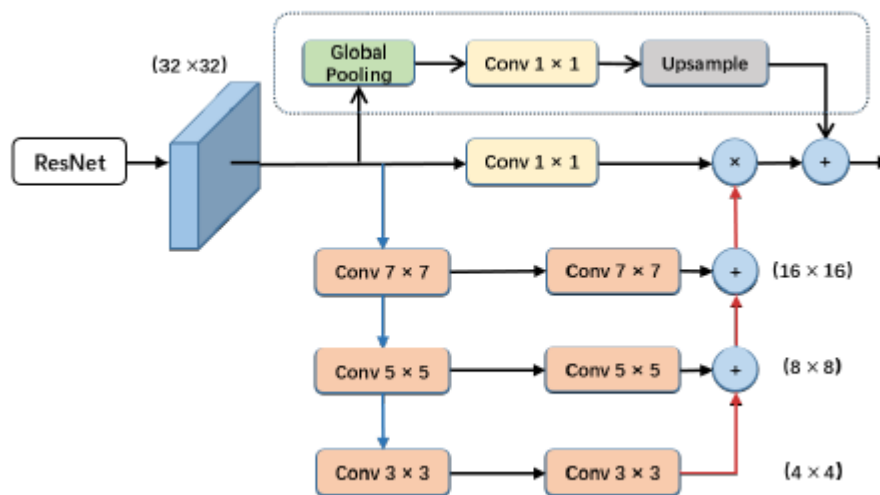 Global
Pooling
Conv 1 × 1
Upsample
(32 ×32)
ResNet
Conv 1 × 1
×
+
Conv 7 × 7
Conv 7 × 7
+
(16 × 16)
Conv 5 × 5
Conv 5 × 5
+
(8 × 8)
Conv 3 × 3
Conv 3 × 3
(4 × 4)